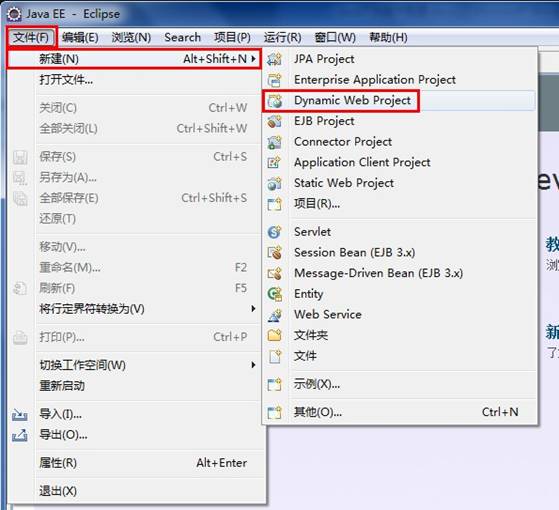 Java EE - Eclipse
文件(F) 编辑(E) 浏览(N) Search 项目(P) 运行(R) 窗口(W) 帮助(H)
新建(N) Alt+Shift+N
打开文件...
关闭(C) Ctrl+W
全部关闭(L) Ctrl+Shift+W
保存(S) Ctrl+S
另存为(A)...
全部保存(E) Ctrl+Shift+S
还原(T)
移动(V)...
重命名(M)... F2
刷新(F) F5
将行定界符转换为(V)
打印(P)... Ctrl+P
切换工作空间(W)
重新启动
导入(I)...
导出(O)...
属性(R) Alt+Enter
退出(X)
JPA Project
Enterprise Application Project
Dynamic Web Project
EJB Project
Connector Project
Application Client Project
Static Web Project
项目(R)...
Servlet
Session Bean (EJB 3.x)
Message-Driven Bean (EJB 3.x)
Entity
Web Service
文件夹
文件
示例(X)...
其他(O)... Ctrl+N
ev
教
浏
新
了